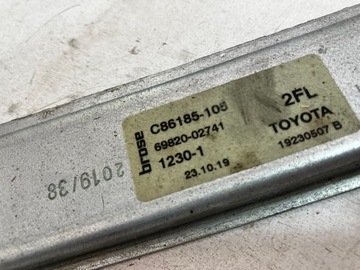 brose
C86185-105 2FL
69820-02741 TOYOTA
1230-1 19230507 B
23.10.19
2019/38